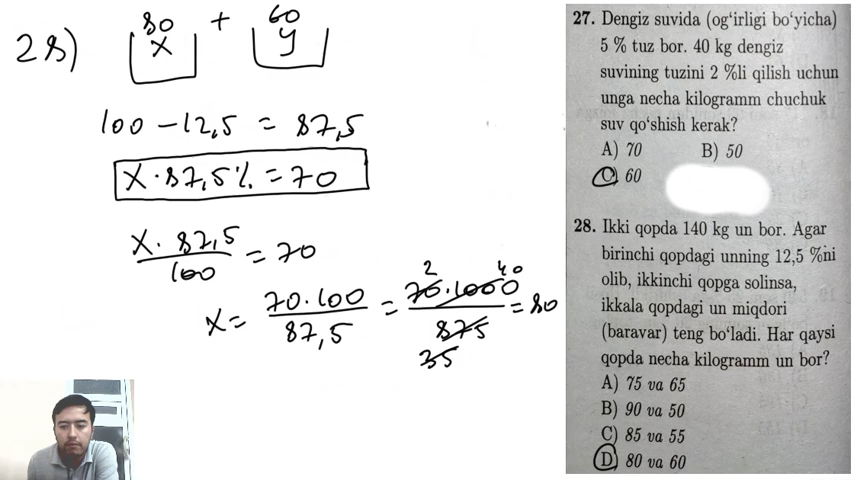 28) 80 + 60
x y
100 - 12,5 = 87,5
x · 87,5% = 70
x · 87,5 / 100 = 70
x = 70 · 100 / 87,5 = 70 · 1000 / 875 = 80
2 40
35
27. Dengiz suvida (og‘irligi bo‘yicha)
5 % tuz bor. 40 kg dengiz
suvining tuzini 2 %li qilish uchun
unga necha kilogramm chuchuk
suv qo‘shish kerak?
A) 70 B) 50
C) 60
28. Ikki qopda 140 kg un bor. Agar
birinchi qopdagi unning 12,5 %ni
olib, ikkinchi qopga solinsa,
ikkala qopdagi un miqdori
(baravar) teng bo‘ladi. Har qaysi
qopda necha kilogramm un bor?
A) 75 va 65
B) 90 va 50
C) 85 va 55
D) 80 va 60